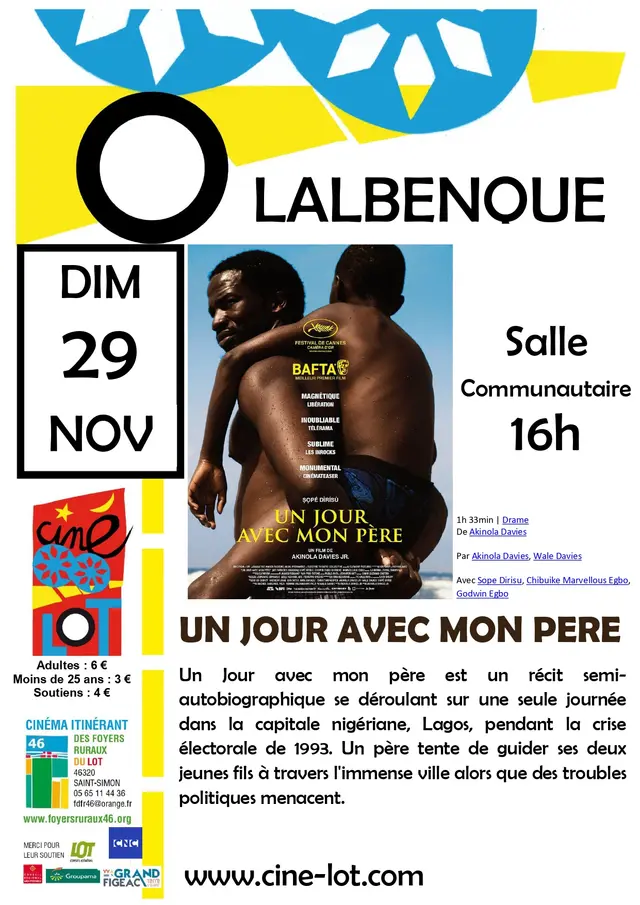 LALBENQUE
DIM
29
NOV
Salle
Communautaire
16h
FESTIVAL DE CANNES
CAMÉRA D'OR
BAFTA
MEILLEUR PREMIER FILM
MAGNÉTIQUE
LIBÉRATION
INOUBLIABLE
TÉLÉRAMA
SUBLIME
LES INROCKS
MONUMENTAL
CINÉMATEASER
ṢỌPẸ́ DÌRÍSÙ
UN JOUR
AVEC MON PÈRE
UN FILM DE
AKINOLA DAVIES JR.
1h 33min | Drame
De Akinola Davies
Par Akinola Davies, Wale Davies
Avec Sope Dirisu, Chibuike Marvellous Egbo,
Godwin Egbo
ciné
LOT
Adultes : 6 €
Moins de 25 ans : 3 €
Soutiens : 4 €
UN JOUR AVEC MON PERE
Un Jour avec mon père est un récit semi-
autobiographique se déroulant sur une seule journée
dans la capitale nigériane, Lagos, pendant la crise
électorale de 1993. Un père tente de guider ses deux
jeunes fils à travers l'immense ville alors que des troubles
politiques menacent.
CINÉMA ITINÉRANT
46
DES FOYERS
RURAUX
DU LOT
46320
SAINT-SIMON
05 65 11 44 36
fdfr46@orange.fr
www.foyersruraux46.org
MERCI POUR
LEUR SOUTIEN
LOT
CNC
Groupama
GRAND
FIGEAC
www.cine-lot.com